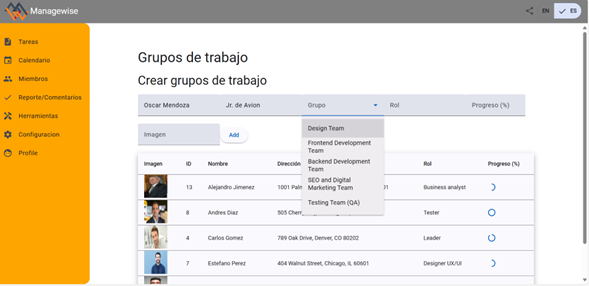 Managewise
EN
ES
Tareas
Calendario
Miembros
Reporte/Comentarios
Herramientas
Configuracion
Profile
Grupos de trabajo
Crear grupos de trabajo
Oscar Mendoza
Jr. de Avion
Grupo
Rol
Progreso (%)
Imagen
Add
Design Team
Frontend Development
Team
Backend Development
Team
SEO and Digital
Marketing Team
Testing Team (QA)
Imagen ID Nombre Dirección Rol Progreso (%)
13 Alejandro Jimenez 1001 01 Business analyst
8 Andres Diaz 505 Tester
4 Carlos Gomez 789 Oak Drive, Denver, CO 80202 Leader
7 Estefano Perez 404 Walnut Street, Chicago, IL 60601 Designer UX/UI